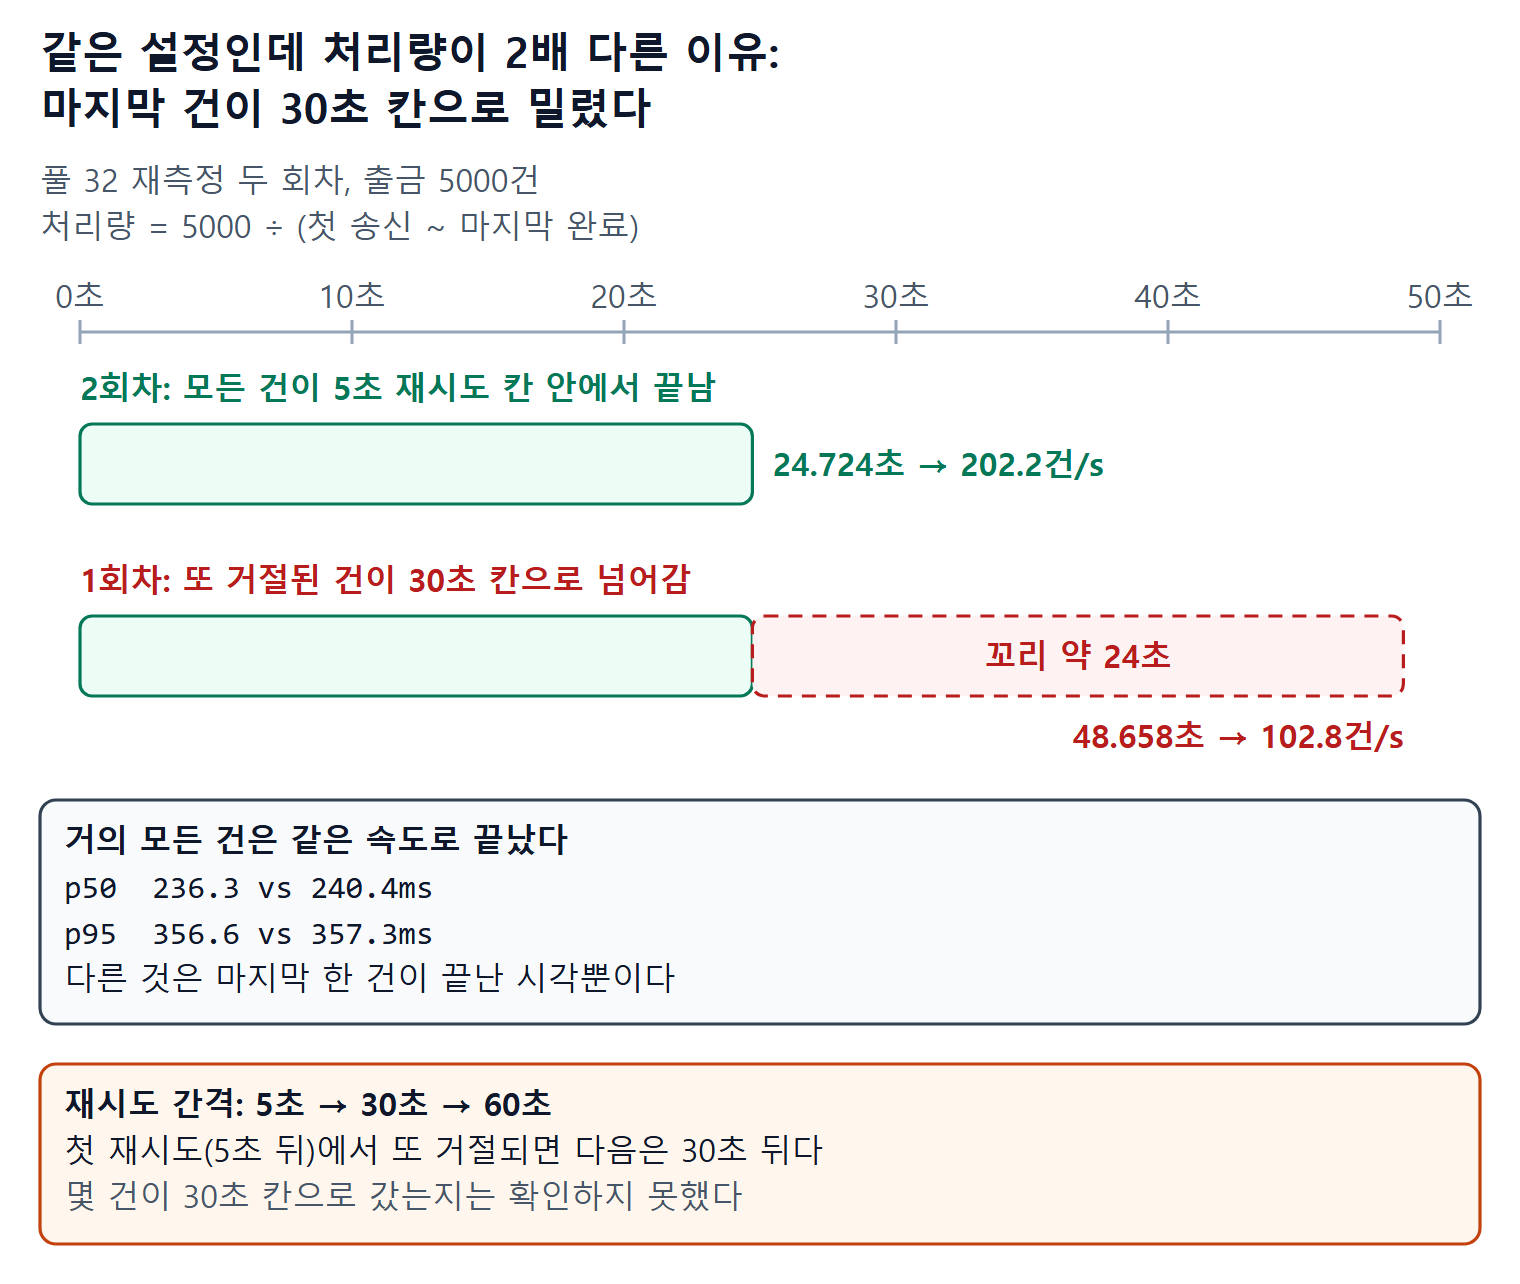 같은 설정인데 처리량이 2배 다른 이유:
마지막 건이 30초 칸으로 밀렸다
풀 32 재측정 두 회차, 출금 5000건
처리량 = 5000 ÷ (첫 송신 ~ 마지막 완료)
0초 10초 20초 30초 40초 50초
2회차: 모든 건이 5초 재시도 칸 안에서 끝남
24.724초 → 202.2건/s
1회차: 또 거절된 건이 30초 칸으로 넘어감
꼬리 약 24초
48.658초 → 102.8건/s
거의 모든 건은 같은 속도로 끝났다
p50 236.3 vs 240.4ms
p95 356.6 vs 357.3ms
다른 것은 마지막 한 건이 끝난 시각뿐이다
재시도 간격: 5초 → 30초 → 60초
첫 재시도(5초 뒤)에서 또 거절되면 다음은 30초 뒤다
몇 건이 30초 칸으로 갔는지는 확인하지 못했다